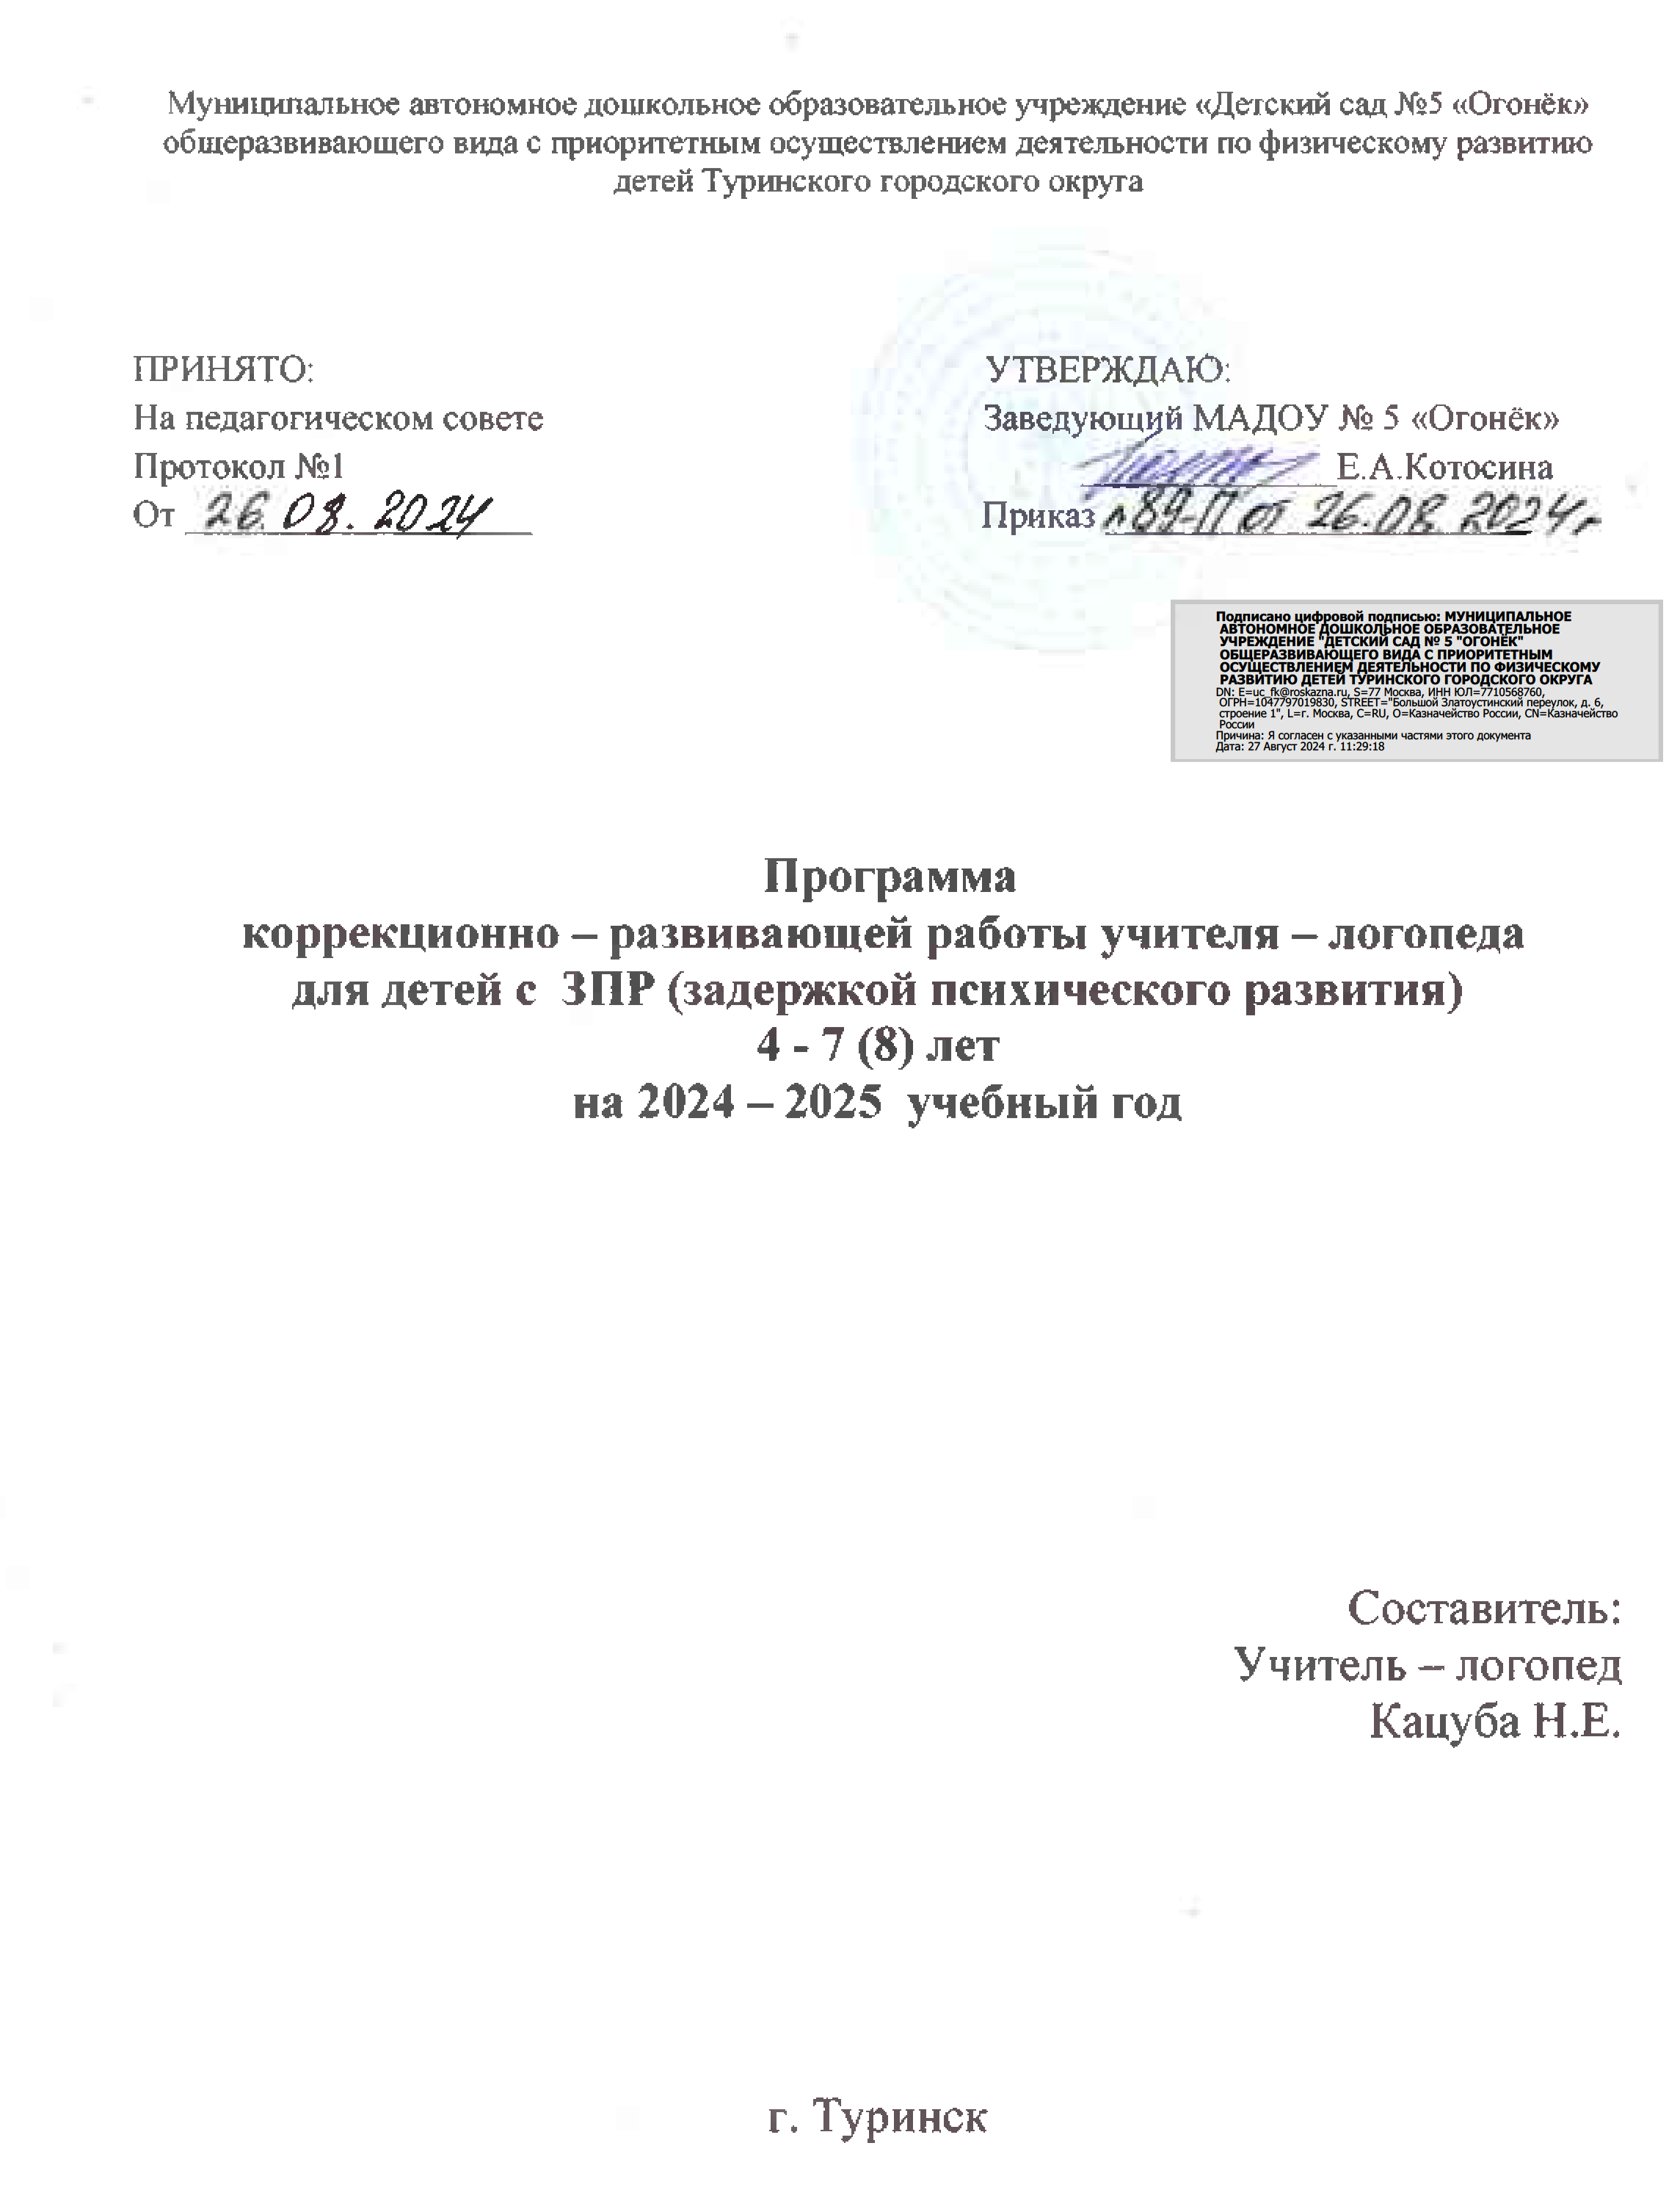 Муниципальное автономное дошкольное образовательное учреждение «Детский сад №5 «Огонёк»
общеразвивающего вида с приоритетным осуществлением деятельности по физическому развитию
детей Туринского городского округа
ПРИНЯТО:
На педагогическом совете
Протокол №1
От 26.08.2024
УТВЕРЖДАЮ:
Заведующий МАДОУ № 5 «Огонёк»
Е.А.Котосина
Приказ 89-П от 26.08.2024г
Подписано цифровой подписью: МУНИЦИПАЛЬНОЕ
АВТОНОМНОЕ ДОШКОЛЬНОЕ ОБРАЗОВАТЕЛЬНОЕ
УЧРЕЖДЕНИЕ "ДЕТСКИЙ САД № 5 "ОГОНЁК"
ОБЩЕРАЗВИВАЮЩЕГО ВИДА С ПРИОРИТЕТНЫМ
ОСУЩЕСТВЛЕНИЕМ ДЕЯТЕЛЬНОСТИ ПО ФИЗИЧЕСКОМУ
РАЗВИТИЮ ДЕТЕЙ ТУРИНСКОГО ГОРОДСКОГО ОКРУГА
DN: E=uc_fk@roskazna.ru, S=77 Москва, ИНН ЮЛ=7710568760,
ОГРН=1047797019830, STREET="Большой Златоустинский переулок, д. 6,
строение 1", L=г. Москва, C=RU, O=Казначейство России, CN=Казначейство
России
Причина: Я согласен с указанными частями этого документа
Дата: 27 Август 2024 г. 11:29:18
Программа
коррекционно – развивающей работы учителя – логопеда
для детей с ЗПР (задержкой психического развития)
4 - 7 (8) лет
на 2024 – 2025 учебный год
Составитель:
Учитель – логопед
Кацуба Н.Е.
г. Туринск